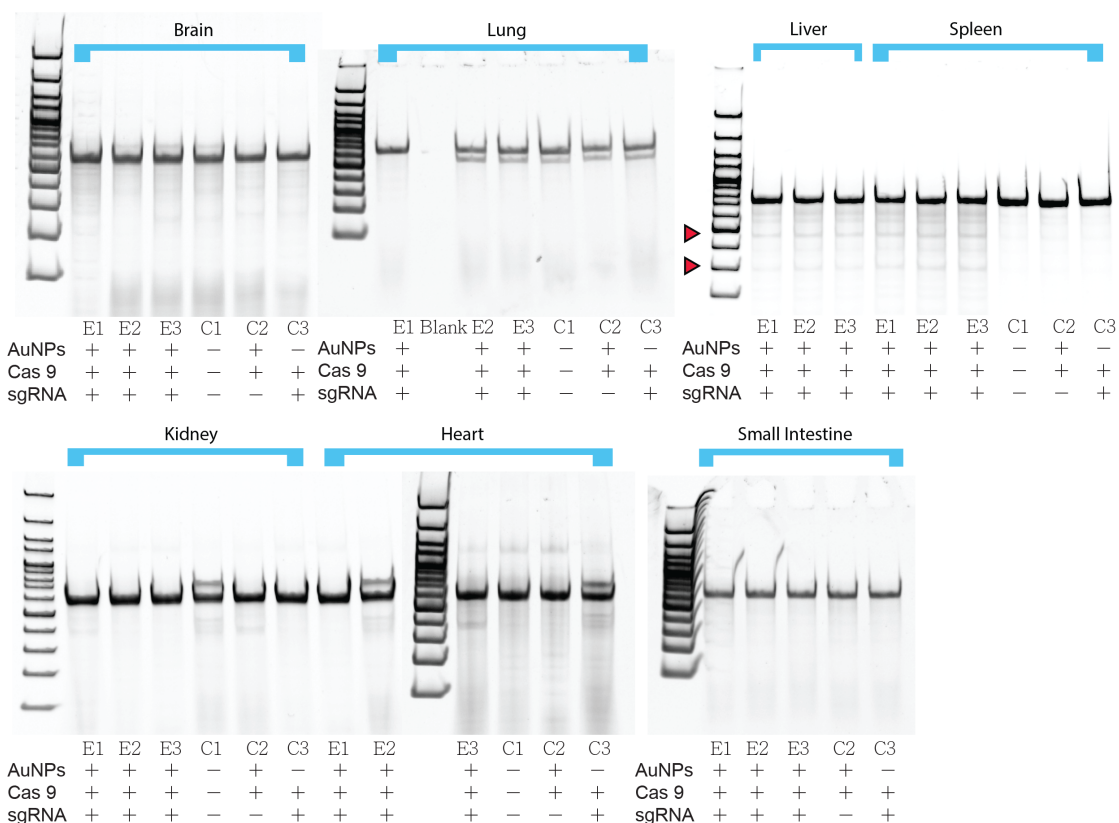 Brain Lung Liver Spleen
E1 E2 E3 C1 C2 C3 E1 Blank E2 E3 C1 C2 C3 E1 E2 E3 E1 E2 E3 C1 C2 C3
AuNPs + + + − + − AuNPs + + + − + − AuNPs + + + + + + − + −
Cas 9 + + + − + + Cas 9 + + + − + + Cas 9 + + + + + + − + +
sgRNA + + + − − + sgRNA + + + − − + sgRNA + + + + + + − − +
Kidney Heart Small Intestine
E1 E2 E3 C1 C2 C3 E1 E2 E3 C1 C2 C3 E1 E2 E3 C2 C3
AuNPs + + + − + − + + + − + − AuNPs + + + + −
Cas 9 + + + − + + + + + − + + Cas 9 + + + + +
sgRNA + + + − − + + + + − − + sgRNA + + + − +